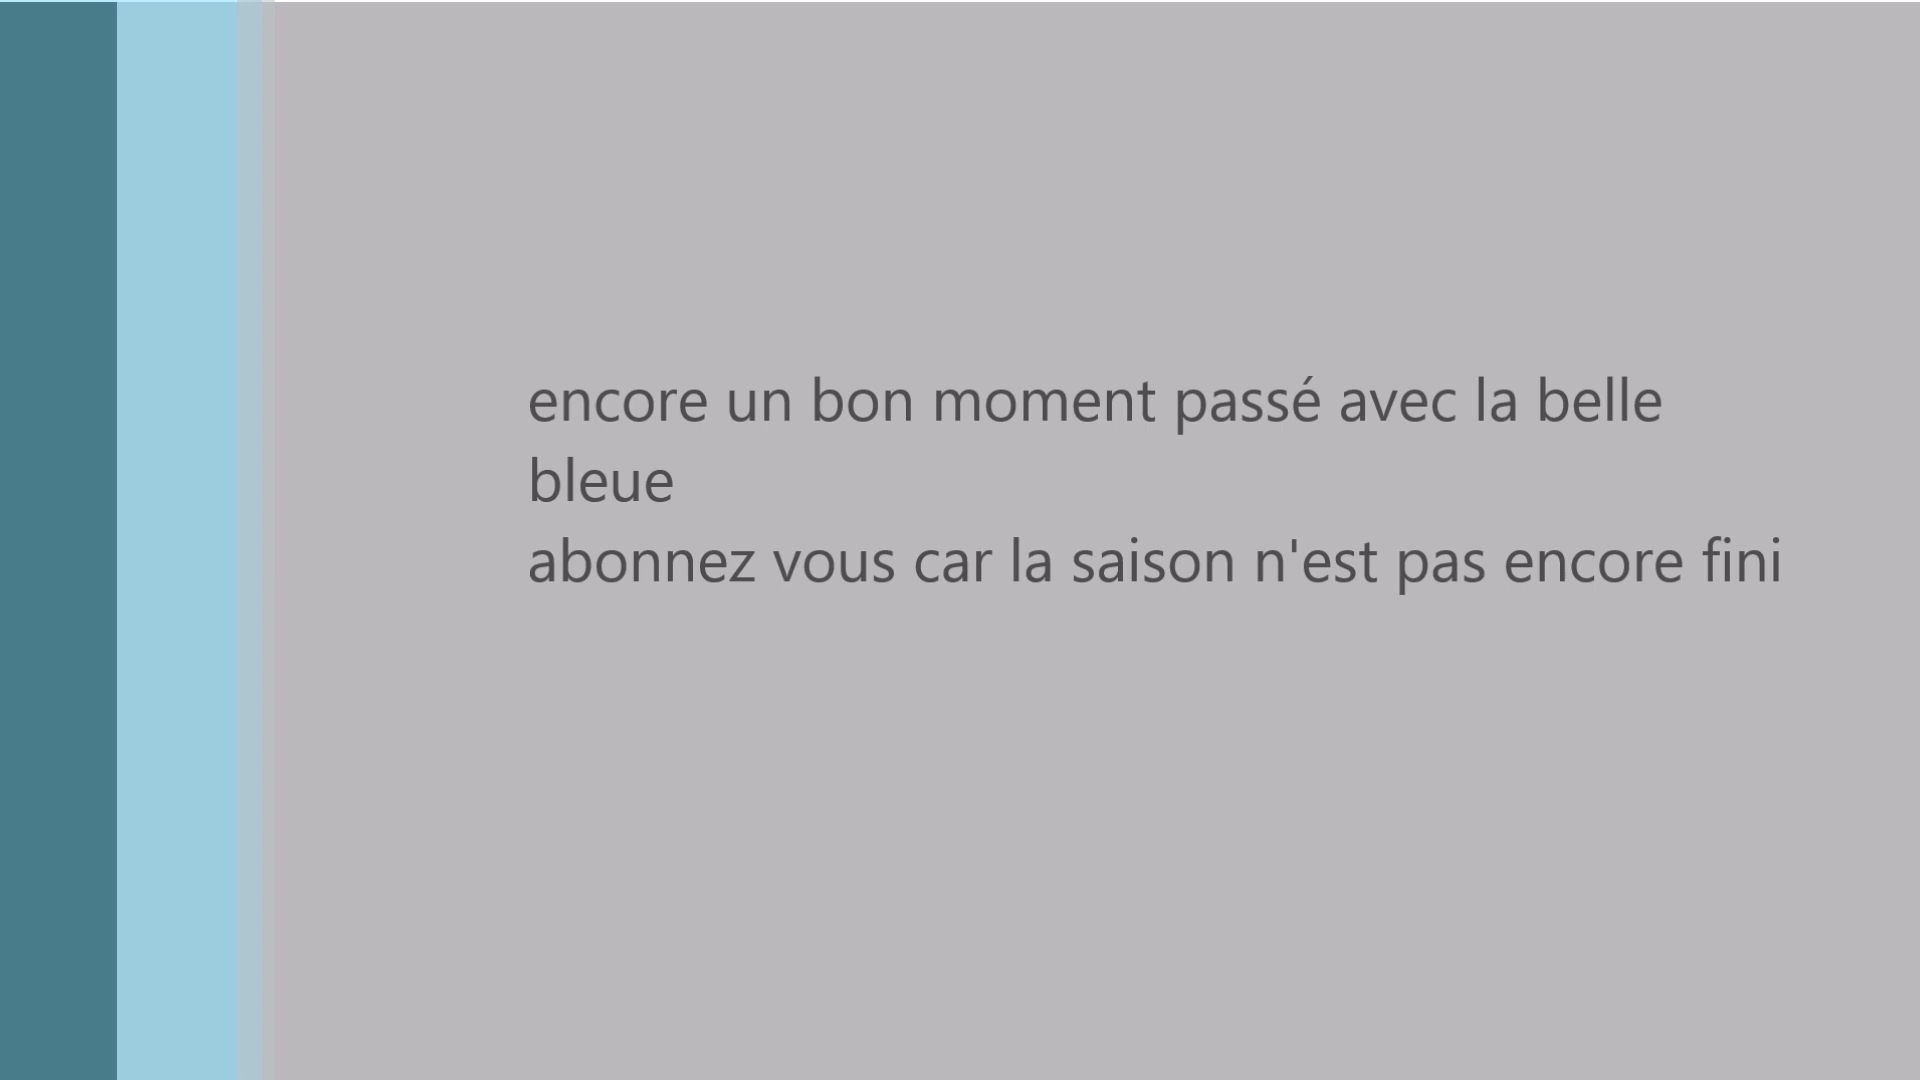 encore un bon moment passé avec la belle
bleue
abonnez vous car la saison n'est pas encore fini